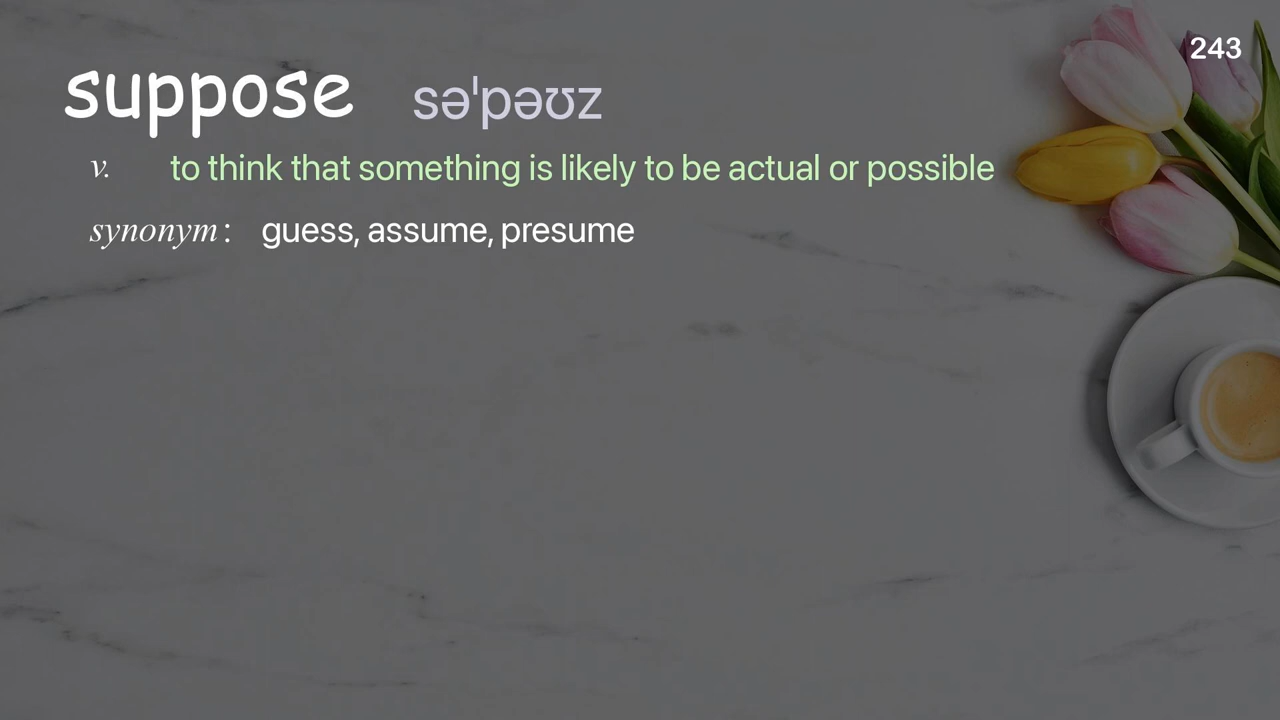 243
suppose səˈpəʊz
v. to think that something is likely to be actual or possible
synonym: guess, assume, presume